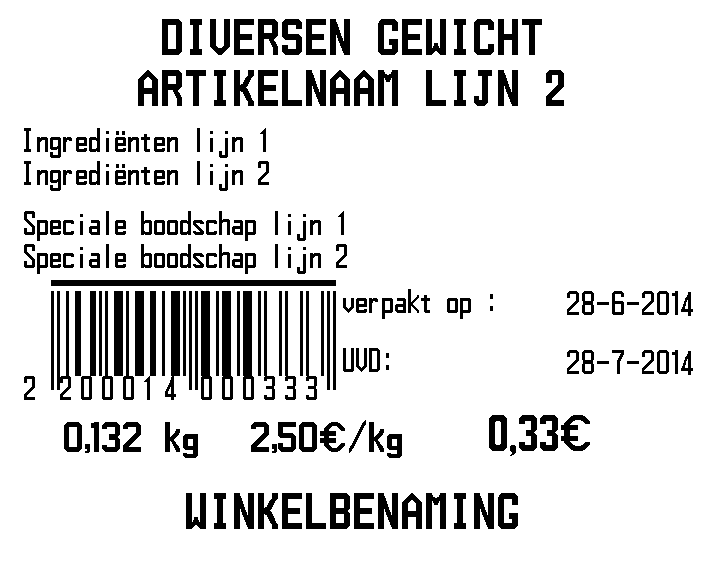 DIVERSEN GEWICHT
ARTIKELNAAM LIJN 2
Ingrediënten lijn 1
Ingrediënten lijn 2
Speciale boodschap lijn 1
Speciale boodschap lijn 2
verpakt op : 28-6-2014
UVD: 28-7-2014
2 200014 000333
0,132 kg 2,50€/kg 0,33€
WINKELBENAMING